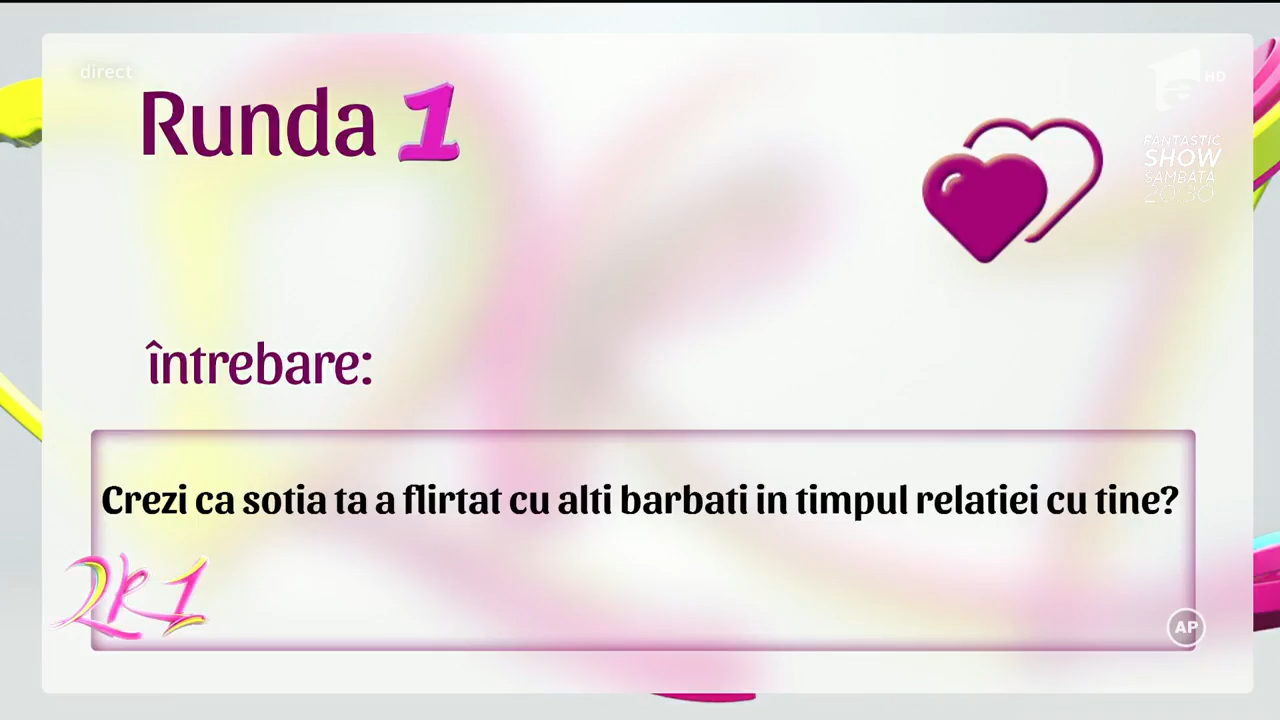 direct
Runda 1
HD
FANTASTIC
SHOW
SAMBATA
20:30
întrebare:
Crezi ca sotia ta a flirtat cu alti barbati in timpul relatiei cu tine?
2k1
AP